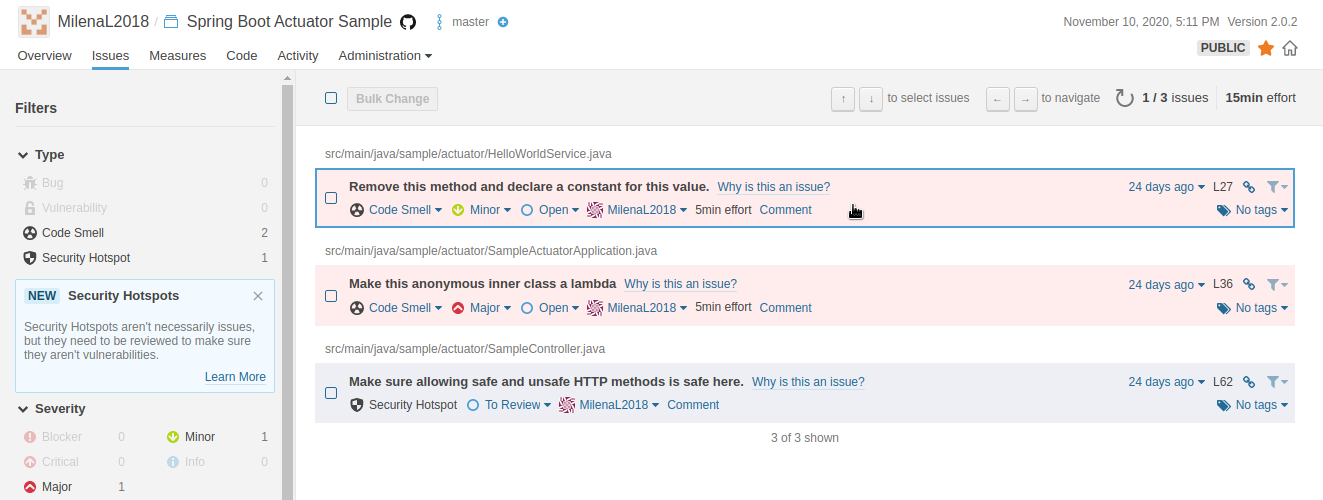 MilenaL2018 / Spring Boot Actuator Sample master November 10, 2020, 5:11 PM Version 2.0.2
Overview Issues Measures Code Activity Administration PUBLIC
Filters
Type
Bug 0
Vulnerability 0
Code Smell 2
Security Hotspot 1
NEW Security Hotspots
Security Hotspots aren't necessarily issues,
but they need to be reviewed to make sure
they aren't vulnerabilities.
Learn More
Severity
Blocker 0 Minor 1
Critical 0 Info 0
Major 1
Bulk Change ↑ ↓ to select issues ← → to navigate 1 / 3 issues 15min effort
src/main/java/sample/actuator/HelloWorldService.java
Remove this method and declare a constant for this value. Why is this an issue? 24 days ago L27
Code Smell Minor Open MilenaL2018 5min effort Comment No tags
src/main/java/sample/actuator/SampleActuatorApplication.java
Make this anonymous inner class a lambda Why is this an issue? 24 days ago L36
Code Smell Major Open MilenaL2018 5min effort Comment No tags
src/main/java/sample/actuator/SampleController.java
Make sure allowing safe and unsafe HTTP methods is safe here. Why is this an issue? 24 days ago L62
Security Hotspot To Review MilenaL2018 Comment No tags
3 of 3 shown